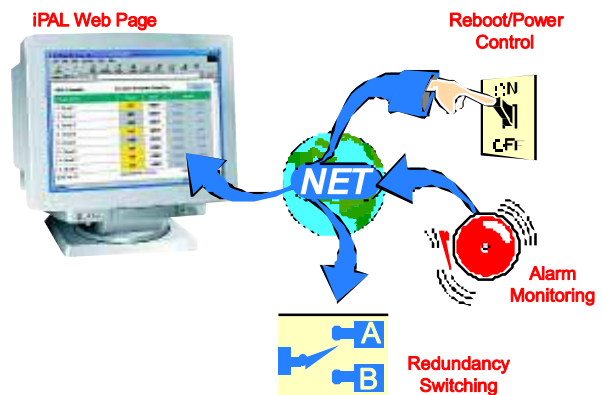 iPAL Web Page
Reboot/Power
Control
ON
OFF
NET
Alarm
Monitoring
A
B
Redundancy
Switching